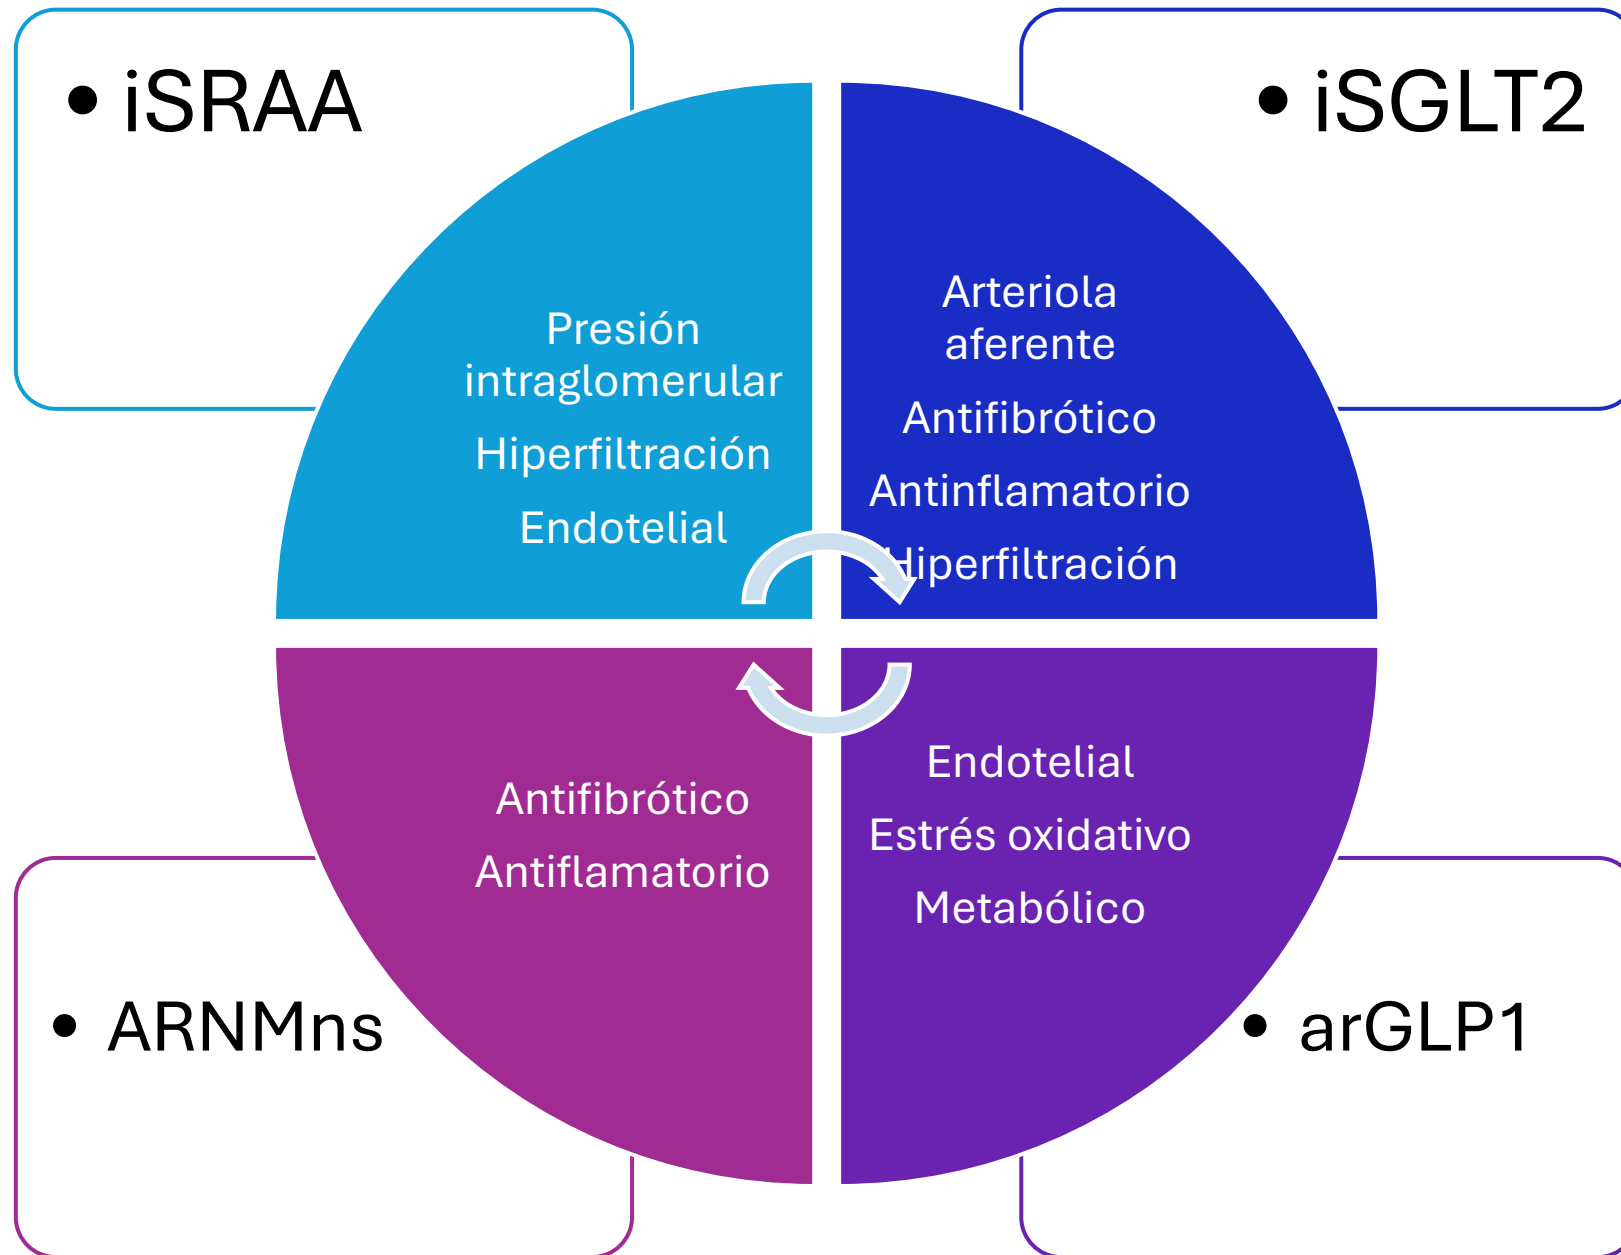 • iSRAA
• iSGLT2
Presión
intraglomerular
Hiperfiltración
Endotelial
Arteriola
aferente
Antifibrótico
Antinflamatorio
Hiperfiltración
Antifibrótico
Antiflamatorio
Endotelial
Estrés oxidativo
Metabólico
• ARNMns
• arGLP1